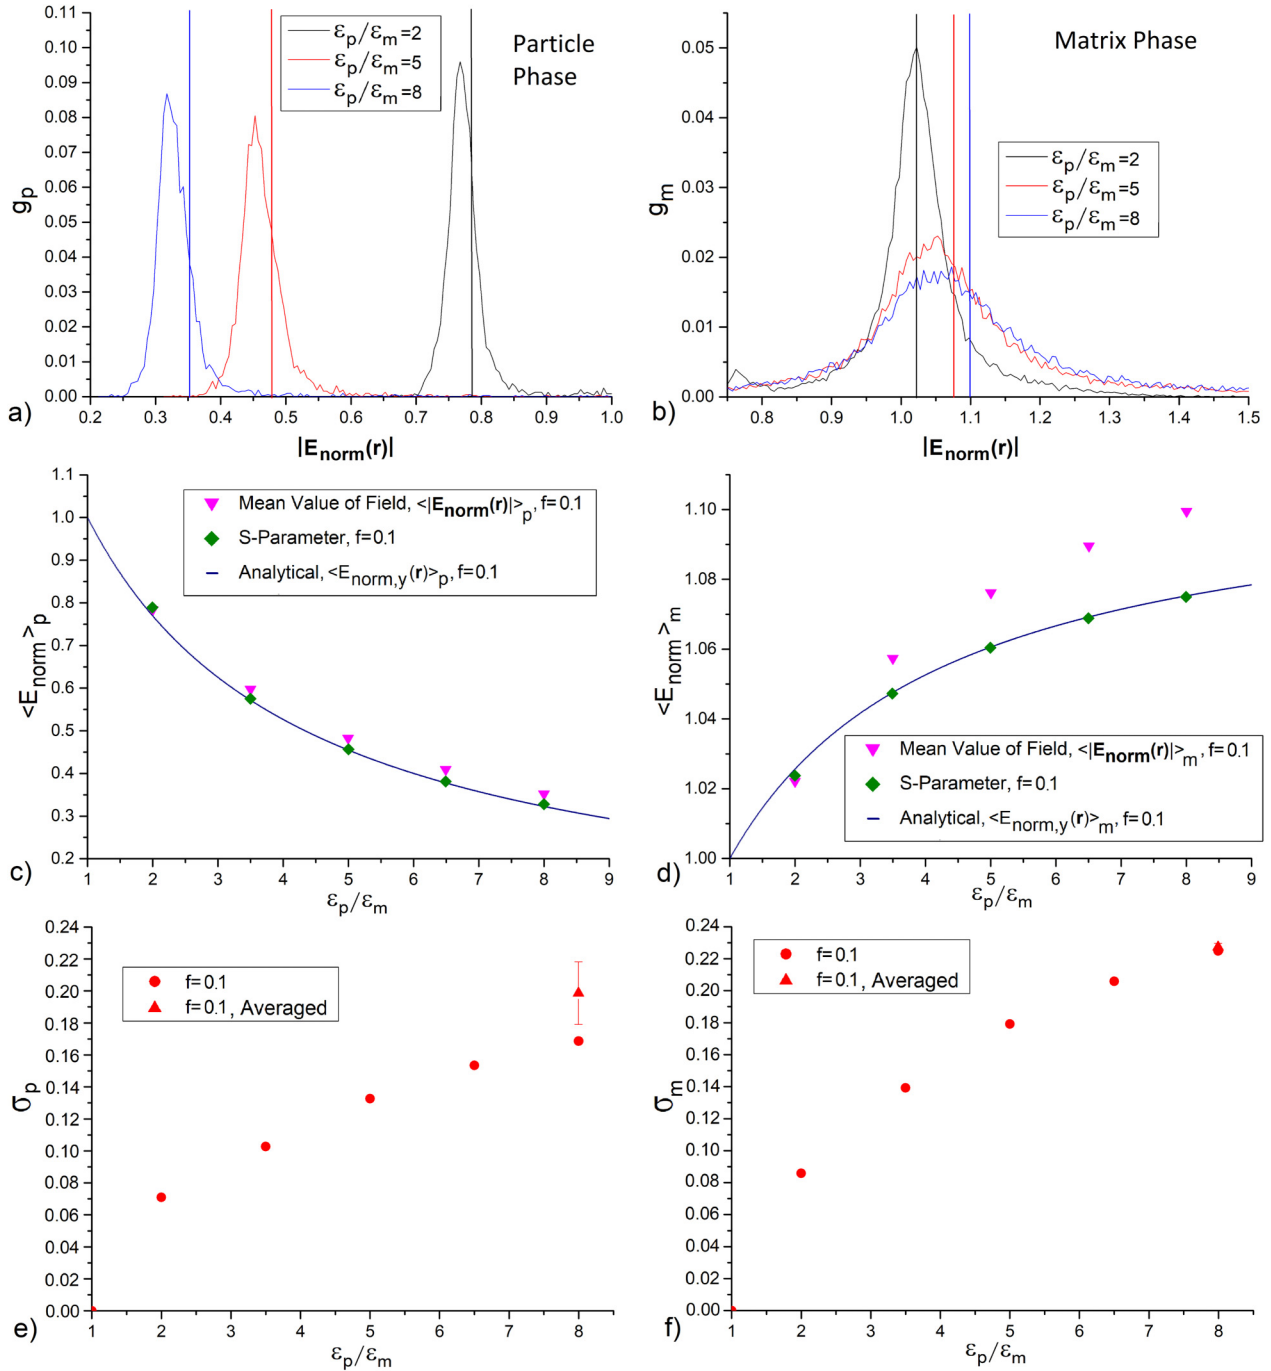 0.11
0.10
0.09
0.08
0.07
0.06
0.05
0.04
0.03
0.02
0.01
0.00
g_p
εp/εm=2
εp/εm=5
εp/εm=8
Particle
Phase
0.2 0.3 0.4 0.5 0.6 0.7 0.8 0.9 1.0
a)
|Enorm(r)|
0.05
0.04
0.03
0.02
0.01
0.00
g_m
Matrix Phase
εp/εm=2
εp/εm=5
εp/εm=8
0.8 0.9 1.0 1.1 1.2 1.3 1.4 1.5
b)
|Enorm(r)|
1.1
1.0
0.9
0.8
0.7
0.6
0.5
0.4
0.3
0.2
<Enorm>p
Mean Value of Field, <|Enorm(r)|>p, f=0.1
S-Parameter, f=0.1
Analytical, <Enorm,y(r)>p, f=0.1
1 2 3 4 5 6 7 8 9
c)
εp/εm
1.10
1.08
1.06
1.04
1.02
1.00
<Enorm>m
Mean Value of Field, <|Enorm(r)|>m, f=0.1
S-Parameter, f=0.1
Analytical, <Enorm,y(r)>m, f=0.1
1 2 3 4 5 6 7 8 9
d)
εp/εm
0.24
0.22
0.20
0.18
0.16
0.14
0.12
0.10
0.08
0.06
0.04
0.02
0.00
σp
f=0.1
f=0.1, Averaged
1 2 3 4 5 6 7 8
e)
εp/εm
0.24
0.22
0.20
0.18
0.16
0.14
0.12
0.10
0.08
0.06
0.04
0.02
0.00
σm
f=0.1
f=0.1, Averaged
1 2 3 4 5 6 7 8
f)
εp/εm